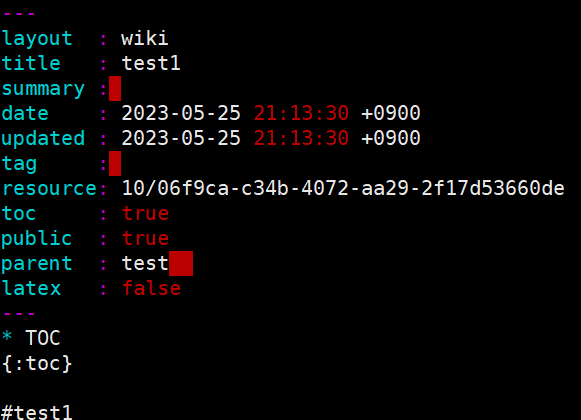 ---
layout  : wiki
title   : test1
summary :
date    : 2023-05-25 21:13:30 +0900
updated : 2023-05-25 21:13:30 +0900
tag     :
resource: 10/06f9ca-c34b-4072-aa29-2f17d53660de
toc     : true
public  : true
parent  : test
latex   : false
---
* TOC
{:toc}

#test1